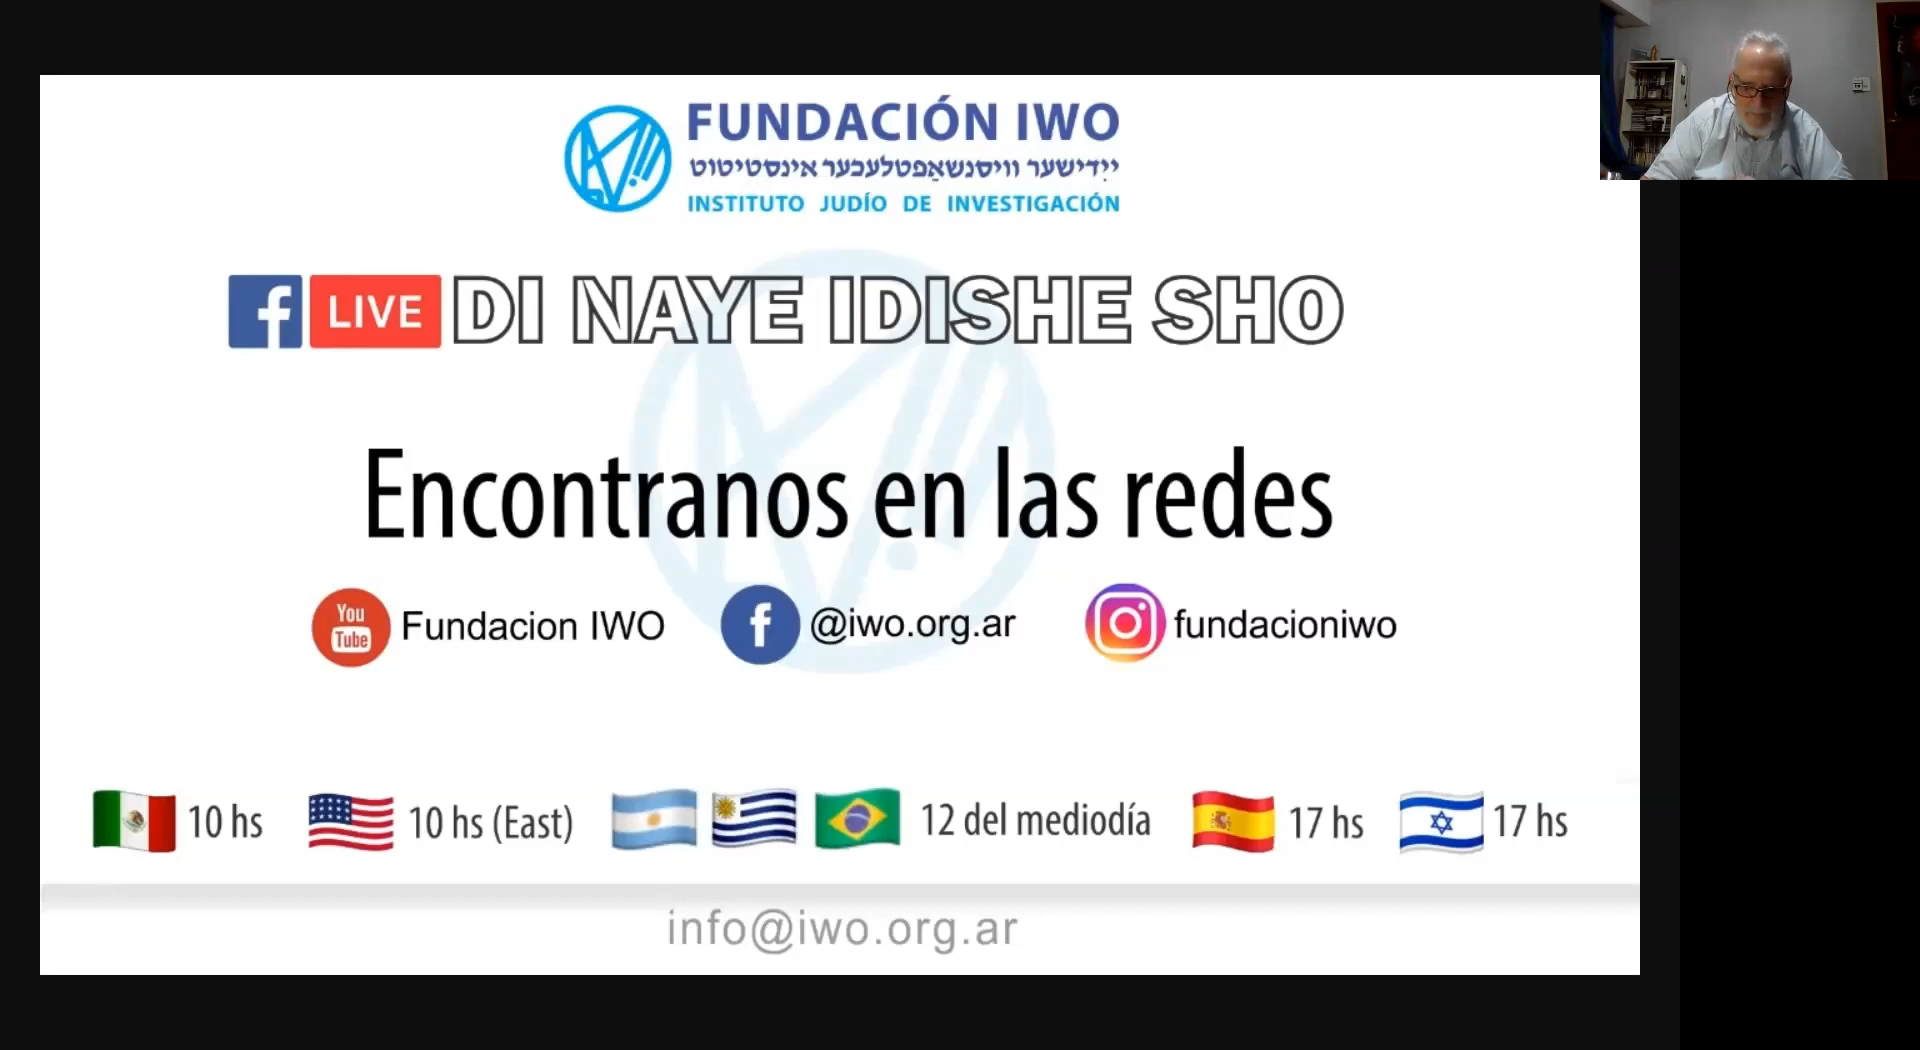 FUNDACIÓN IWO
ייִדישער וויסנשאַפטלעכער אינסטיטוט
INSTITUTO JUDÍO DE INVESTIGACIÓN
f LIVE DI NAYE IDISHE SHO
Encontranos en las redes
You Tube Fundacion IWO f @iwo.org.ar fundacioniwo
10 hs 10 hs (East) 12 del mediodía 17 hs 17 hs
info@iwo.org.ar